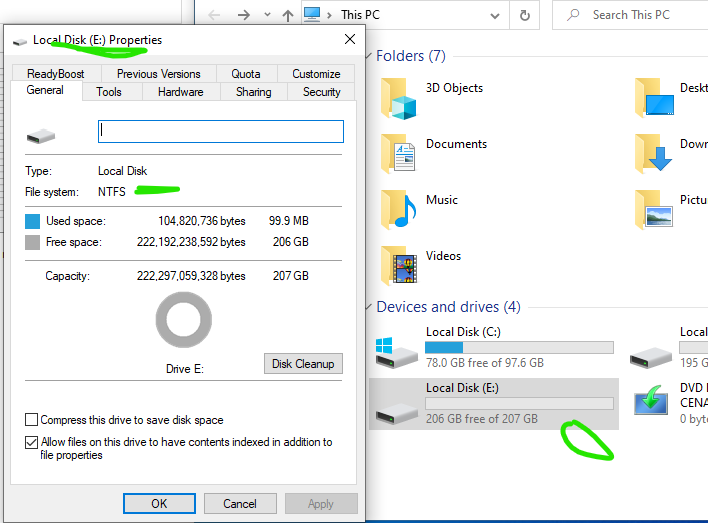 Local Disk (E:) Properties
ReadyBoost
Previous Versions
Quota
Customize
General
Tools
Hardware
Sharing
Security
Type:
Local Disk
File system:
NTFS
Used space:
104,820,736 bytes
99.9 MB
Free space:
222,192,238,592 bytes
206 GB
Capacity:
222,297,059,328 bytes
207 GB
Drive E:
Disk Cleanup
Compress this drive to save disk space
Allow files on this drive to have contents indexed in addition to
file properties
OK
Cancel
Apply
This PC
Search This PC
Folders (7)
3D Objects
Deskt
Documents
Down
Music
Pictu
Videos
Devices and drives (4)
Local Disk (C:)
78.0 GB free of 97.6 GB
Local
195 G
Local Disk (E:)
206 GB free of 207 GB
DVD
CENA
0 byte